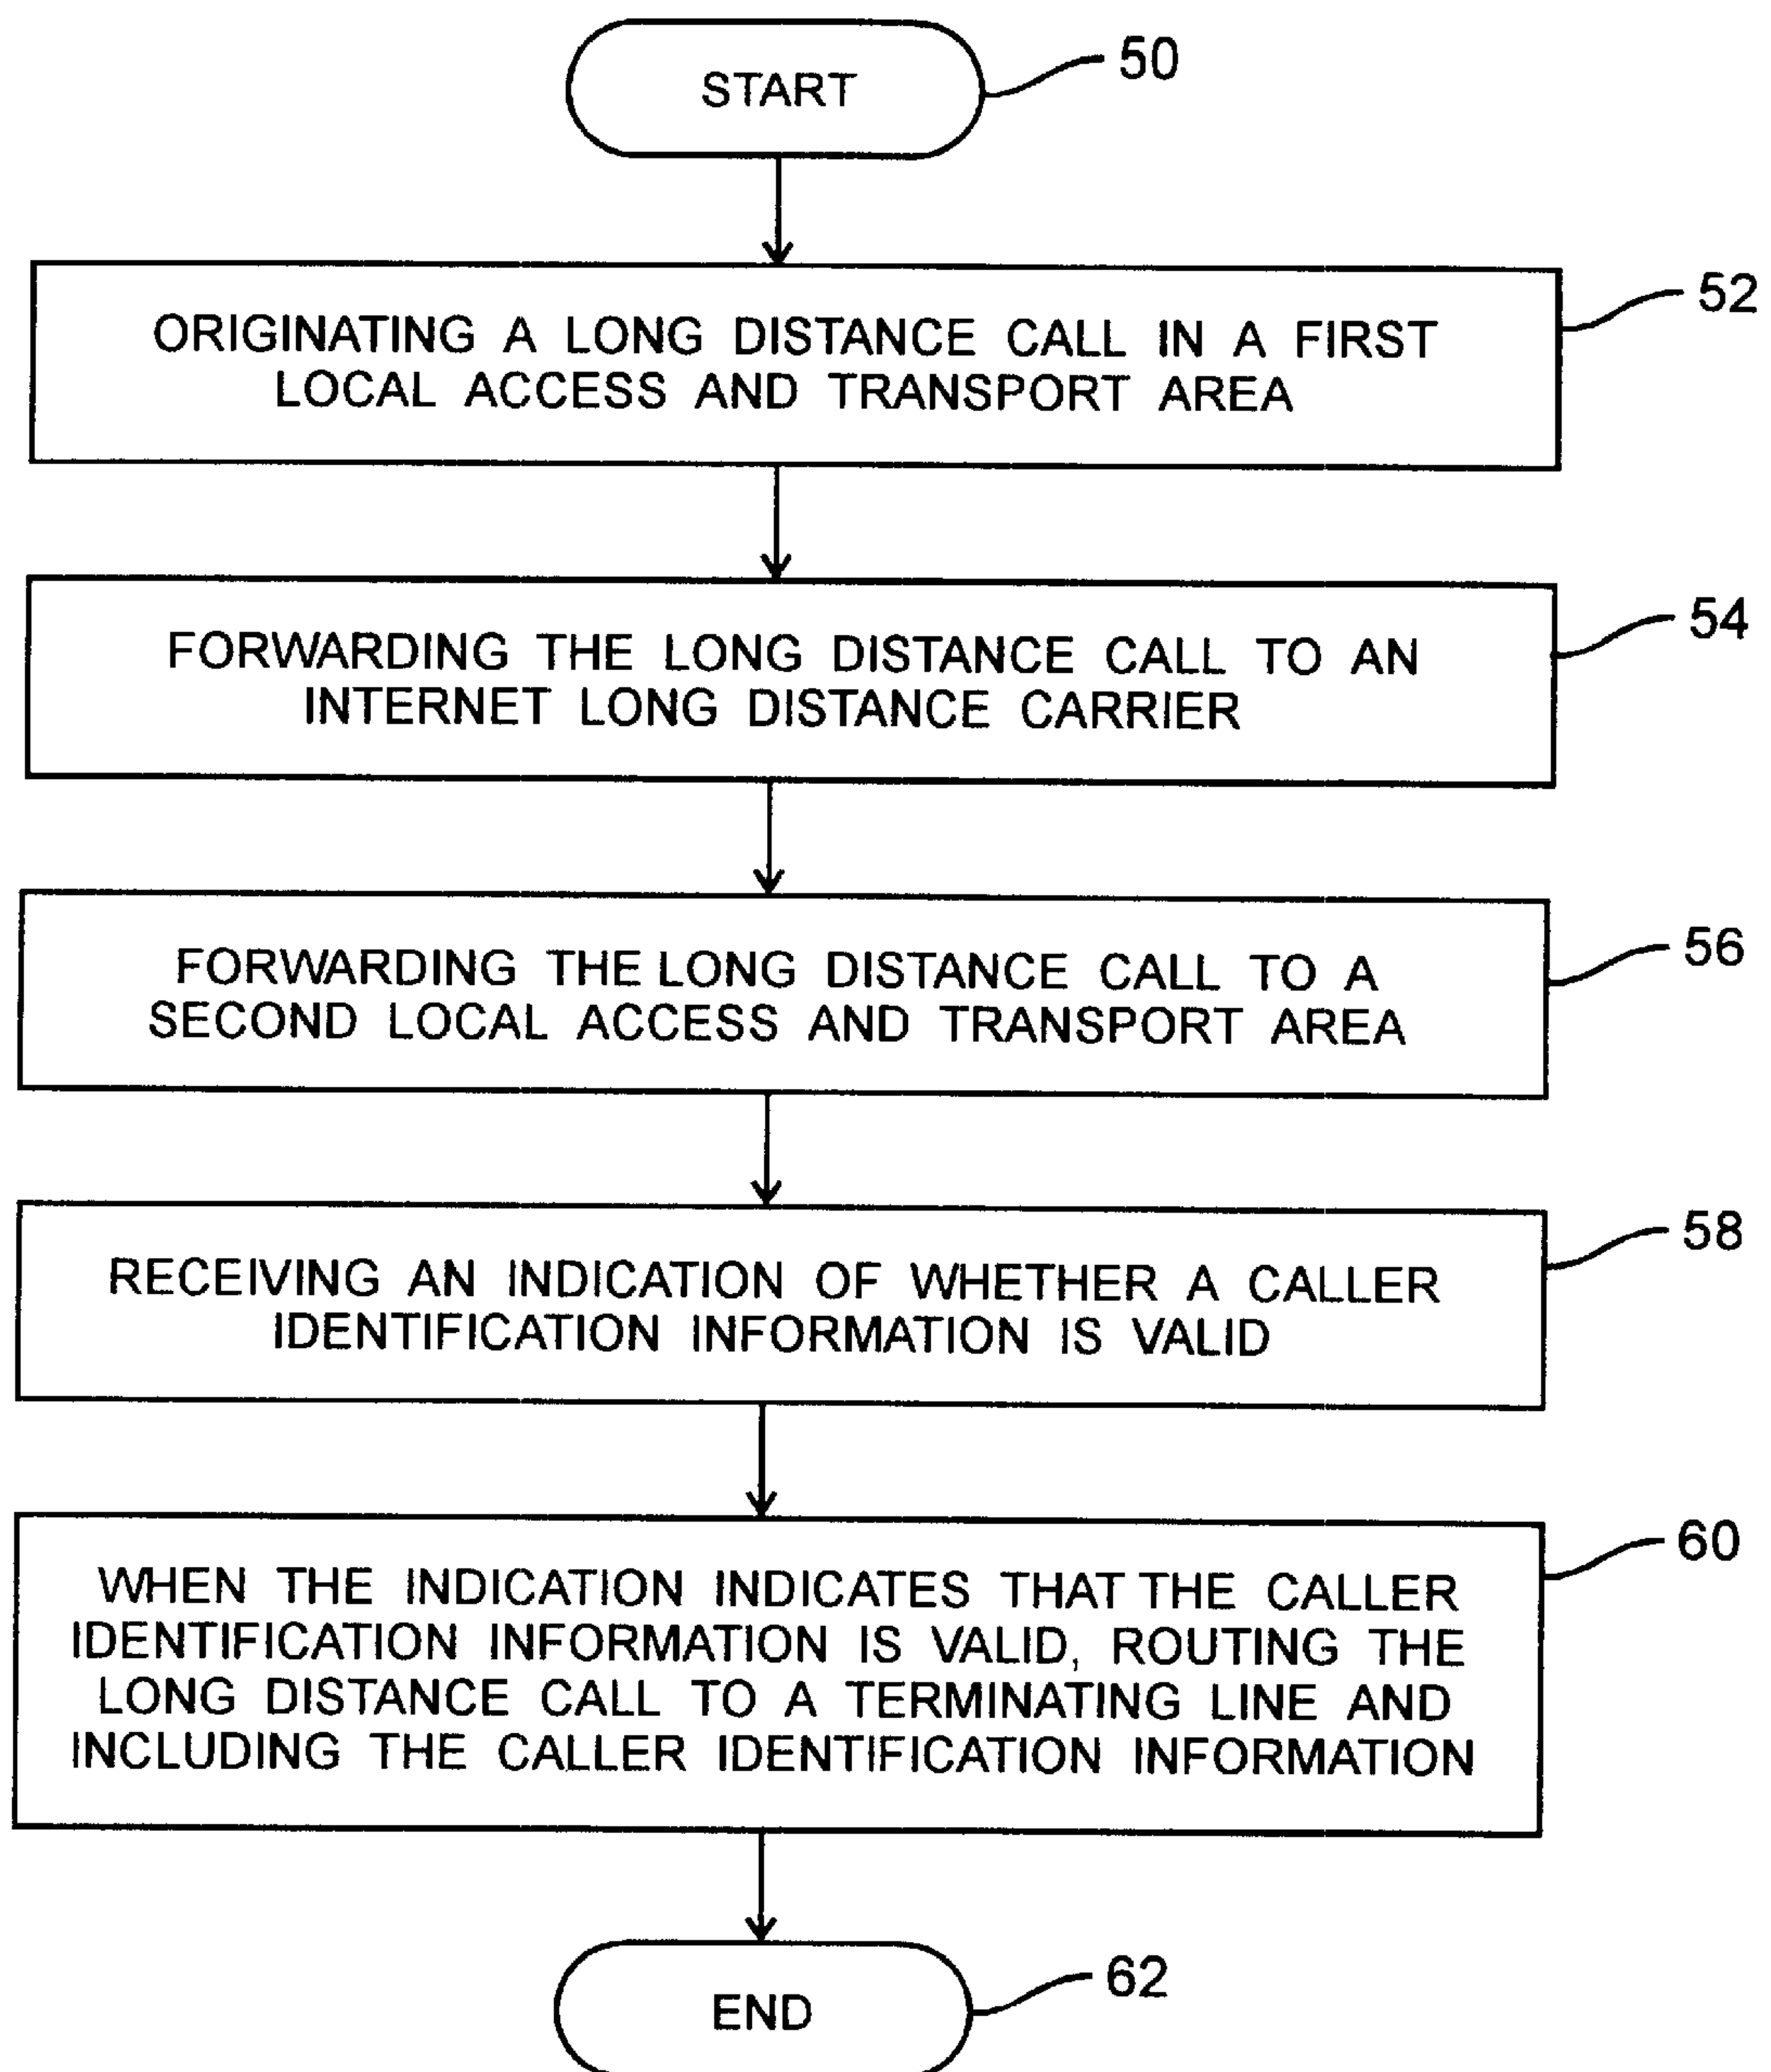 START
50
ORIGINATING A LONG DISTANCE CALL IN A FIRST
LOCAL ACCESS AND TRANSPORT AREA
52
FORWARDING THE LONG DISTANCE CALL TO AN
INTERNET LONG DISTANCE CARRIER
54
FORWARDING THE LONG DISTANCE CALL TO A
SECOND LOCAL ACCESS AND TRANSPORT AREA
56
RECEIVING AN INDICATION OF WHETHER A CALLER
IDENTIFICATION INFORMATION IS VALID
58
WHEN THE INDICATION INDICATES THAT THE CALLER
IDENTIFICATION INFORMATION IS VALID, ROUTING THE
LONG DISTANCE CALL TO A TERMINATING LINE AND
INCLUDING THE CALLER IDENTIFICATION INFORMATION
60
END
62